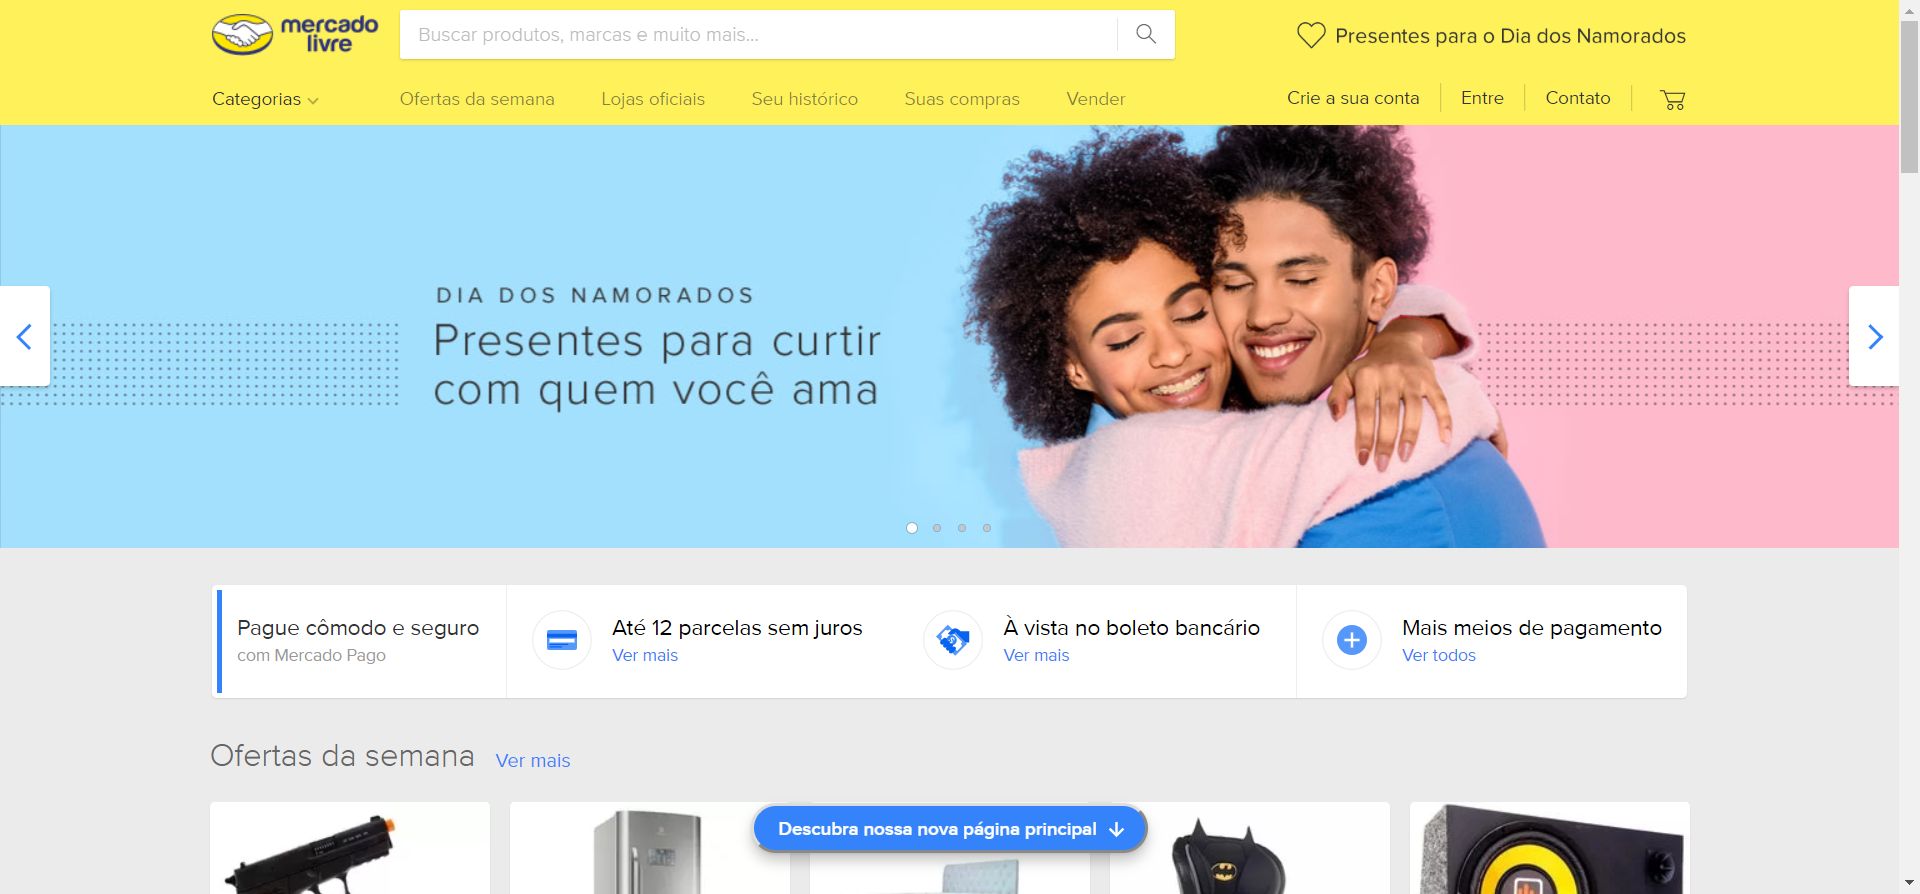 mercado
livre
Buscar produtos, marcas e muito mais...
Presentes para o Dia dos Namorados
Categorias
Ofertas da semana
Lojas oficiais
Seu histórico
Suas compras
Vender
Crie a sua conta
Entre
Contato
DIA DOS NAMORADOS
Presentes para curtir
com quem você ama
Pague cômodo e seguro
com Mercado Pago
Até 12 parcelas sem juros
Ver mais
À vista no boleto bancário
Ver mais
Mais meios de pagamento
Ver todos
Ofertas da semana
Ver mais
Descubra nossa nova página principal